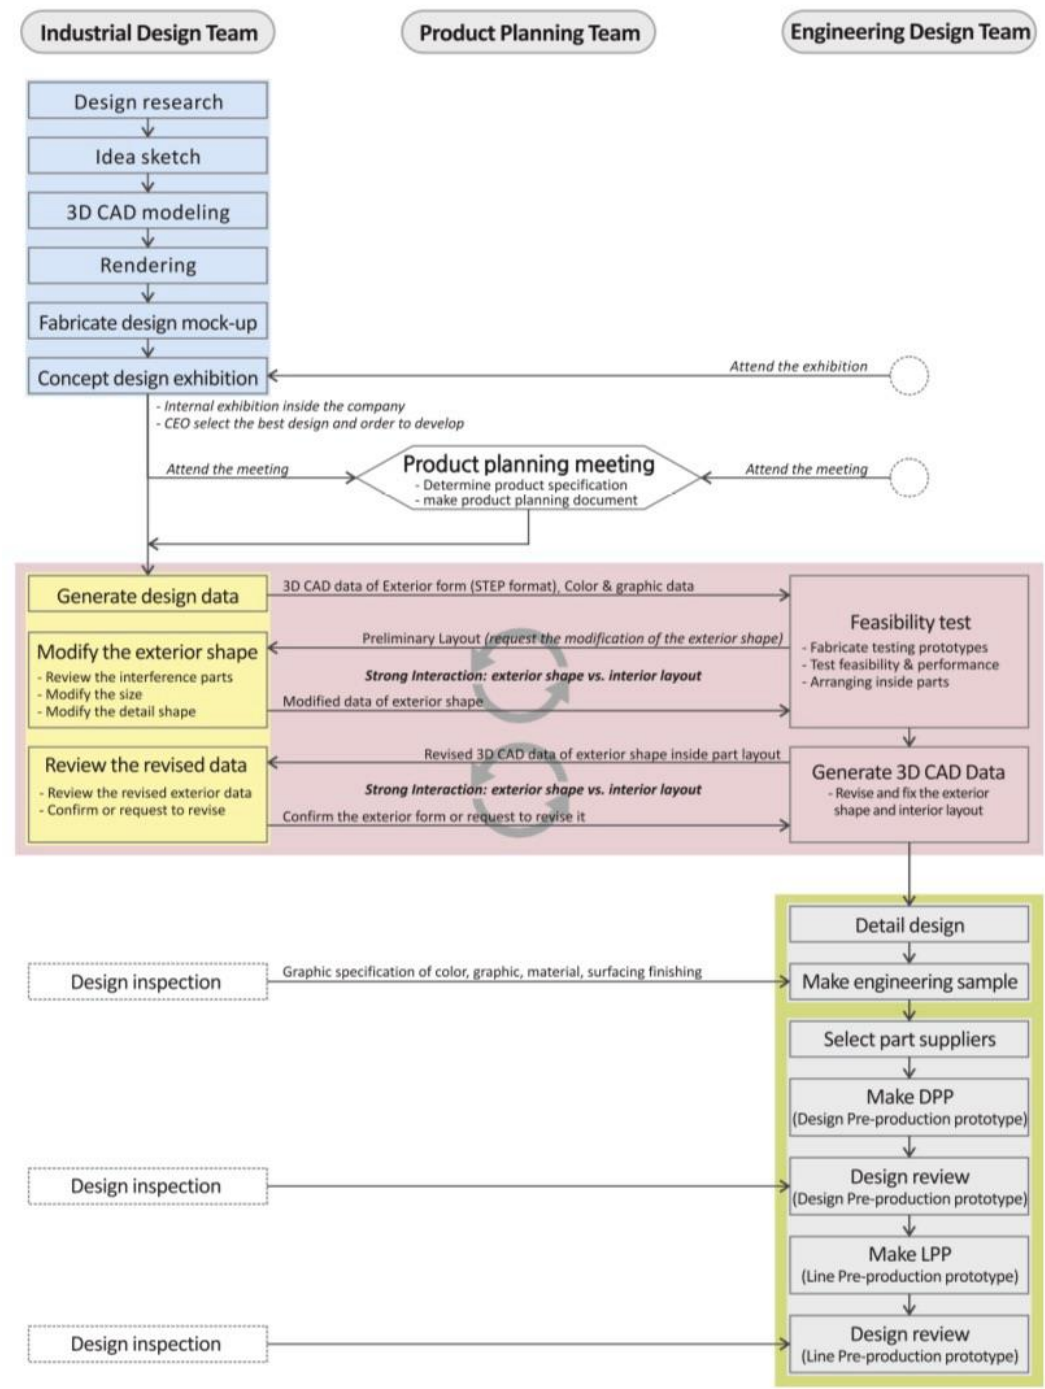 Industrial Design Team
Product Planning Team
Engineering Design Team
Design research
Idea sketch
3D CAD modeling
Rendering
Fabricate design mock-up
Concept design exhibition
Attend the exhibition
- Internal exhibition inside the company
- CEO select the best design and order to develop
Attend the meeting
Product planning meeting
- Determine product specification
- make product planning document
Attend the meeting
Generate design data
3D CAD data of Exterior form (STEP format), Color & graphic data
Feasibility test
- Fabricate testing prototypes
- Test feasibility & performance
- Arranging inside parts
Preliminary Layout (request the modification of the exterior shape)
Modify the exterior shape
- Review the interference parts
- Modify the size
- Modify the detail shape
Strong Interaction: exterior shape vs. interior layout
Modified data of exterior shape
Revised 3D CAD data of exterior shape inside part layout
Review the revised data
- Review the revised exterior data
- Confirm or request to revise
Strong Interaction: exterior shape vs. interior layout
Confirm the exterior form or request to revise it
Generate 3D CAD Data
- Revise and fix the exterior
shape and interior layout
Detail design
Design inspection
Graphic specification of color, graphic, material, surfacing finishing
Make engineering sample
Select part suppliers
Make DPP
(Design Pre-production prototype)
Design inspection
Design review
(Design Pre-production prototype)
Make LPP
(Line Pre-production prototype)
Design inspection
Design review
(Line Pre-production prototype)